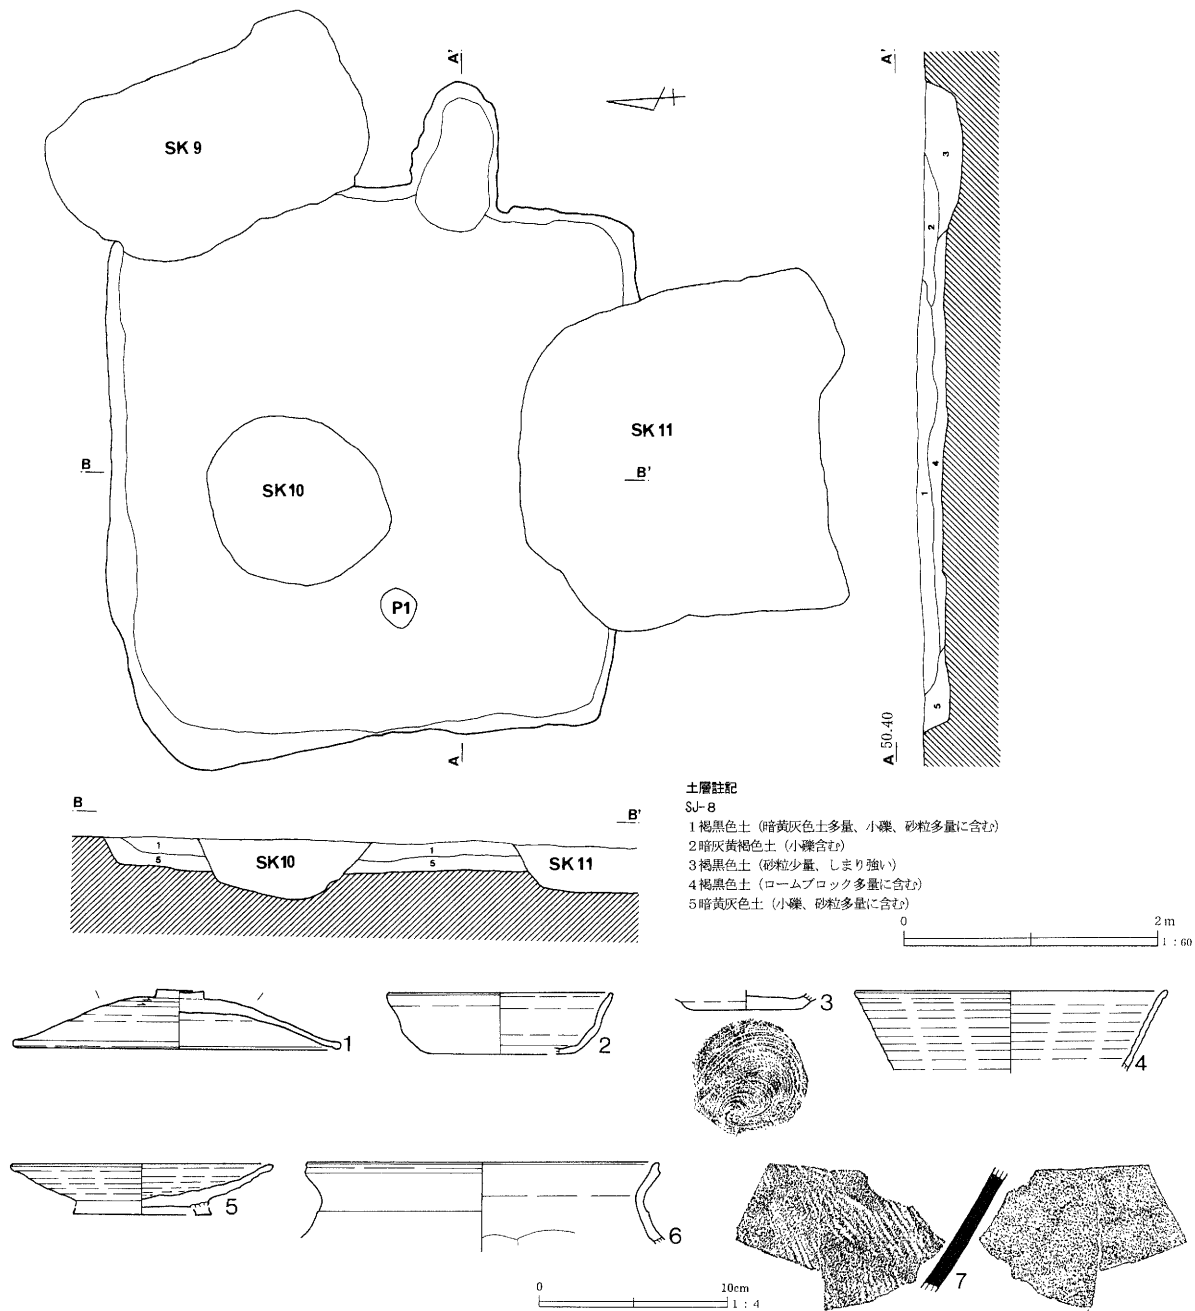 SK 9
A'
A'
3
2
SK 11
B
B'
SK10
4
1
P1
5
A
A 50.40
B
B'
1
5
SK10
1
5
SK 11
土層註記
SJ-8
1 褐黒色土(暗黄灰色土多量、小礫、砂粒多量に含む)
2 暗灰黄褐色土(小礫含む)
3 褐黒色土(砂粒少量、しまり強い)
4 褐黒色土(ロームブロック多量に含む)
5 暗黄灰色土(小礫、砂粒多量に含む)
0 2 m
1 : 60
1
2
3
4
5
6
7
0 10cm
1 : 4